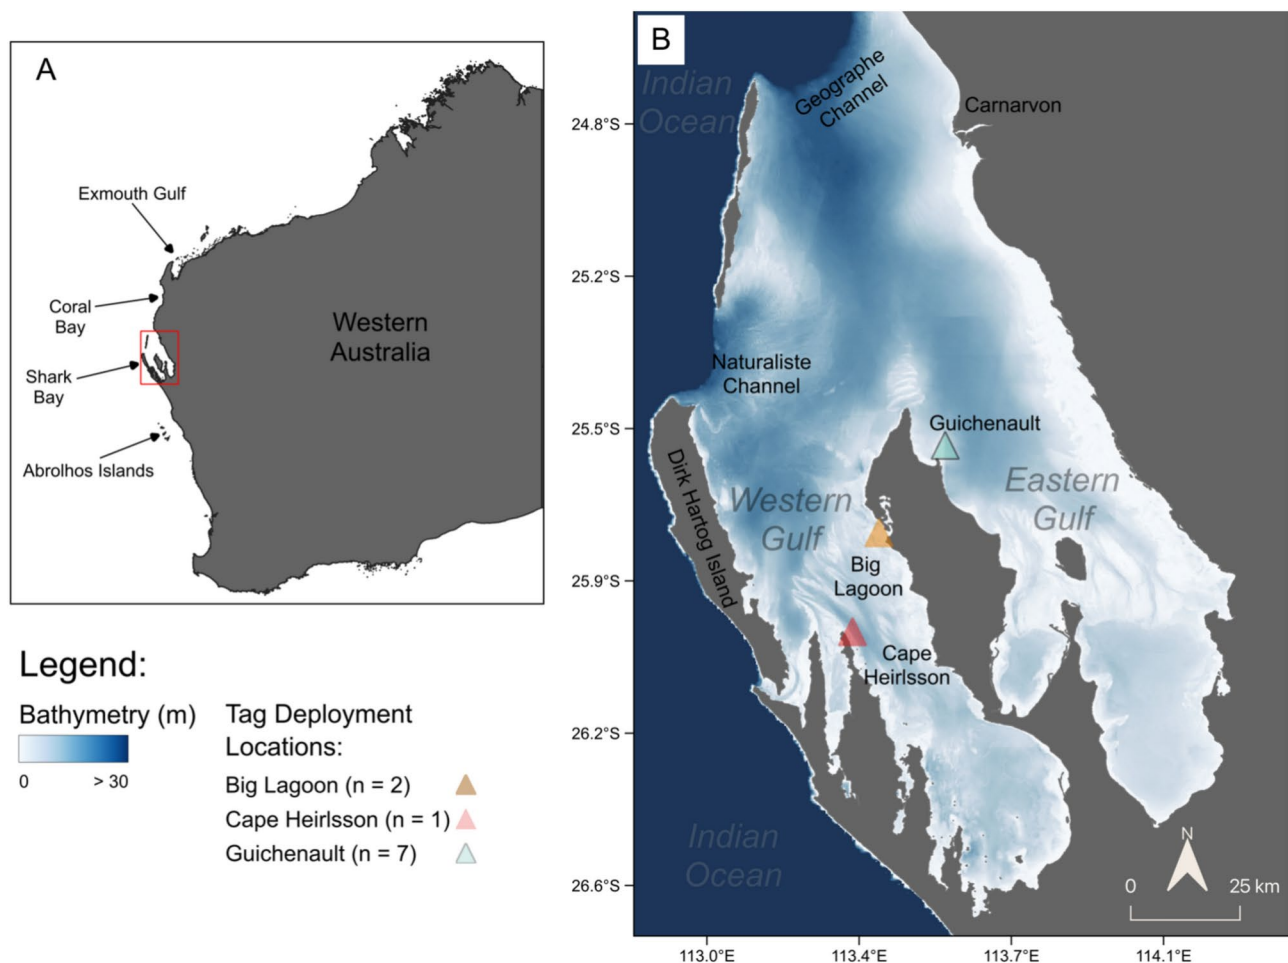 A
Exmouth Gulf
Coral
Bay
Shark
Bay
Abrolhos Islands
Western
Australia
Legend:
Bathymetry (m)
0
> 30
Tag Deployment
Locations:
Big Lagoon (n = 2)
Cape Heirlsson (n = 1)
Guichenault (n = 7)
B
Indian
Ocean
Geographe
Channel
Carnarvon
Naturaliste
Channel
Guichenault
Dirk Hartog Island
Western
Gulf
Eastern
Gulf
Big
Lagoon
Cape
Heirlsson
Indian
Ocean
N
0
25 km
24.8°S
25.2°S
25.6°S
25.9°S
26.2°S
26.6°S
113.0°E
113.4°E
113.7°E
114.1°E